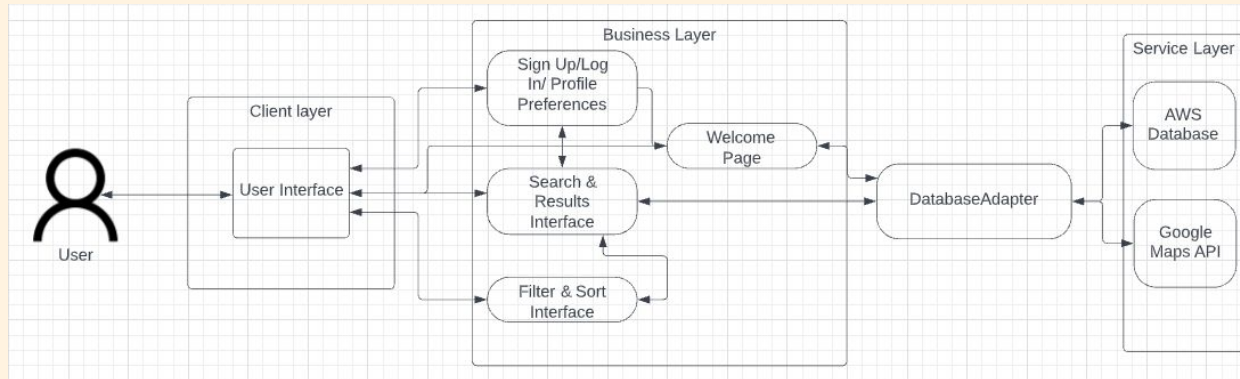 Business Layer
Service Layer
Sign Up/Log
In/ Profile
Preferences
Client layer
AWS
Database
Welcome
Page
User Interface
Search &
Results
Interface
DatabaseAdapter
Google
Maps API
User
Filter & Sort
Interface